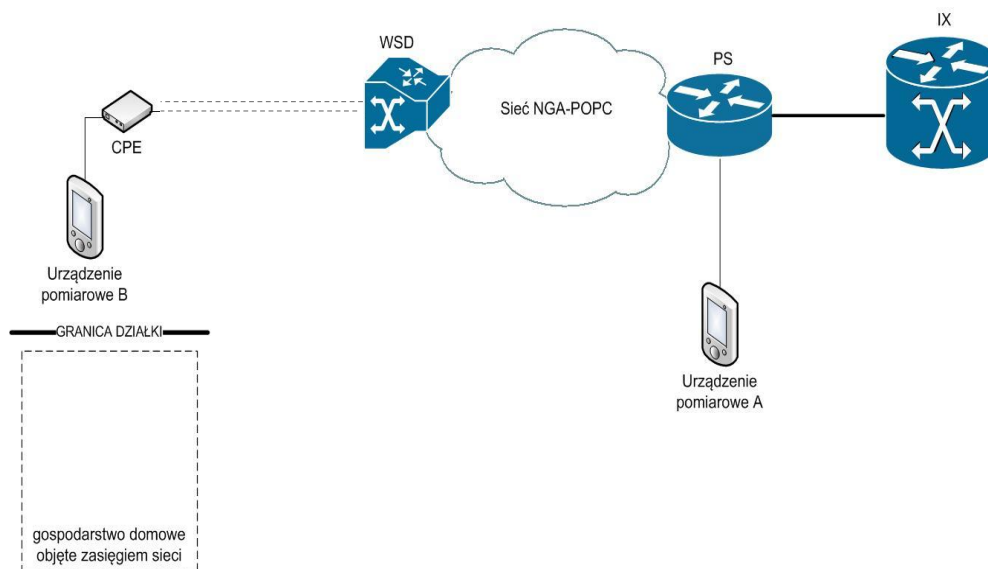 IX
WSD
PS
Sieć NGA-POPC
CPE
Urządzenie
pomiarowe B
GRANICA DZIAŁKI
Urządzenie
pomiarowe A
gospodarstwo domowe
objęte zasięgiem sieci